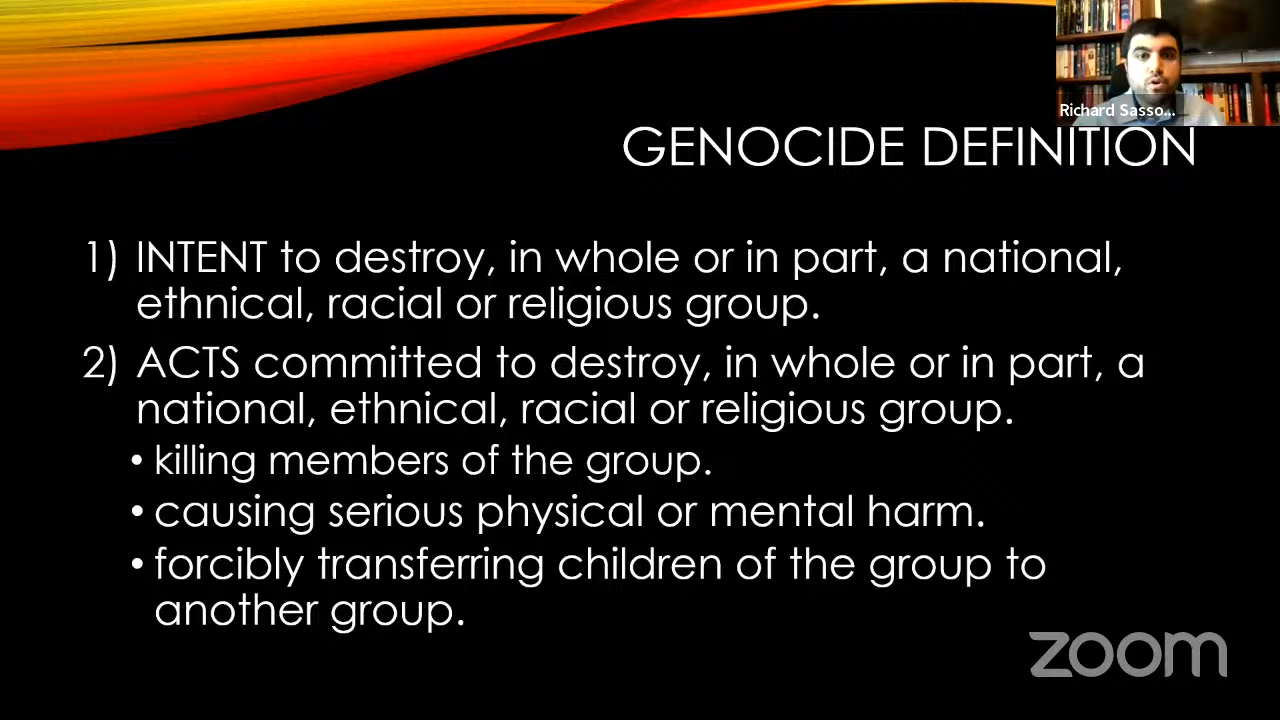 Richard Sasso...
GENOCIDE DEFINITION
1) INTENT to destroy, in whole or in part, a national,
ethnical, racial or religious group.
2) ACTS committed to destroy, in whole or in part, a
national, ethnical, racial or religious group.
• killing members of the group.
• causing serious physical or mental harm.
• forcibly transferring children of the group to
another group.
zoom